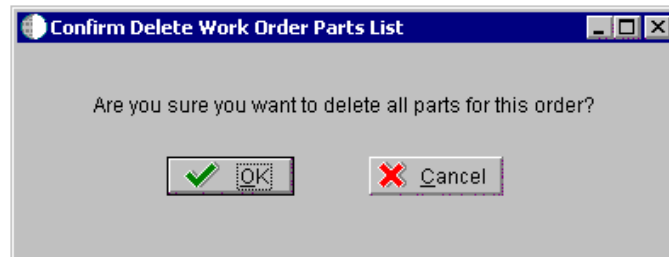 Confirm Delete Work Order Parts List
Are you sure you want to delete all parts for this order?
OK
Cancel